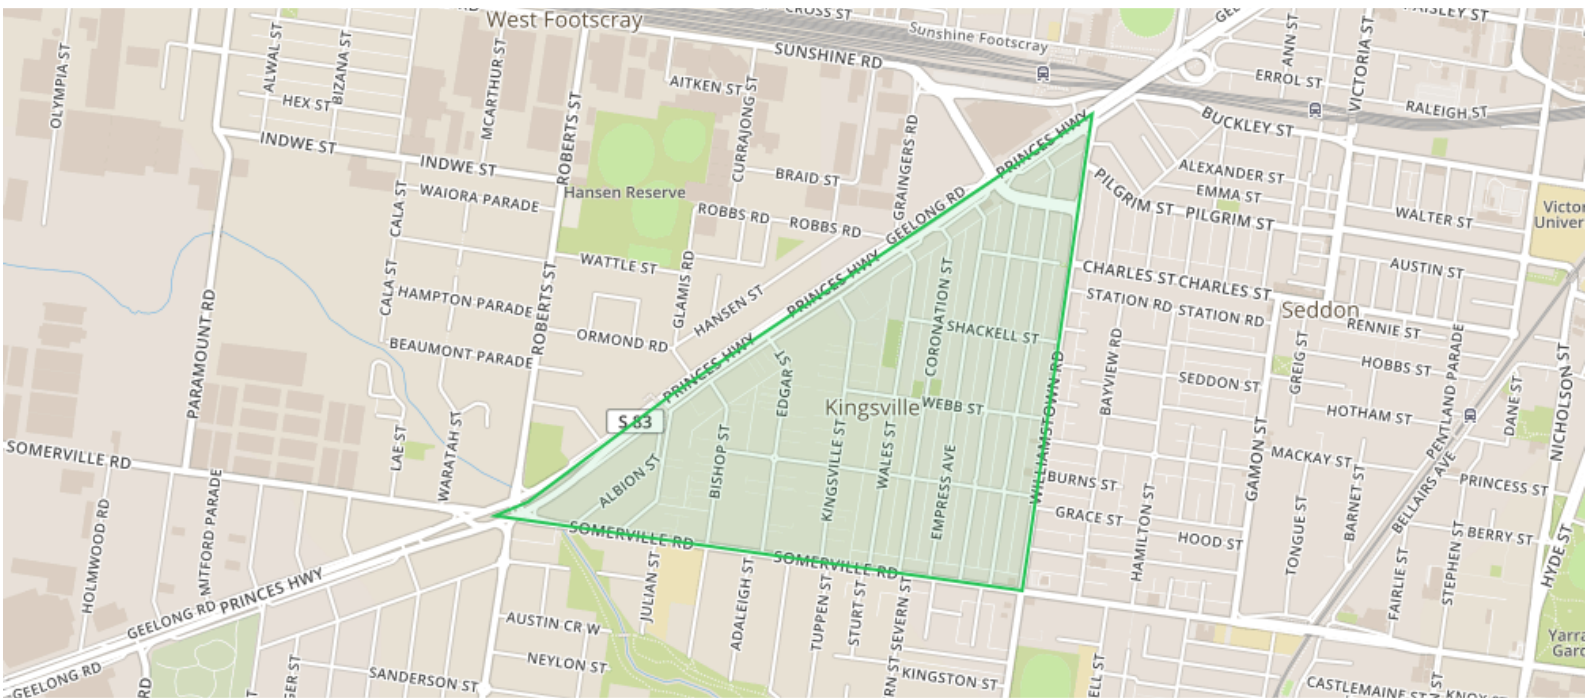 West Footscray
CROSS ST
Sunshine Footscray
SUNSHINE RD
PAISLEY ST
OLYMPIA ST
ALWAL ST
BIZANA ST
HEX ST
MCARTHUR ST
AITKEN ST
CURRAJONG ST
ANN ST
VICTORIA ST
ERROL ST
RALEIGH ST
BUCKLEY ST
INDWE ST
INDWE ST
ROBERTS ST
WAIORA PARADE
Hansen Reserve
BRAID ST
GRAINGERS RD
PRINCES HWY
GEELONG RD
PILGRIM ST
PILGRIM ST
ALEXANDER ST
EMMA ST
WALTER ST
Victor
Univer
CALA ST
ROBBS RD
ROBBS RD
WATTLE ST
CALA ST
HAMPTON PARADE
ROBERTS ST
GLAMIS RD
HANSEN ST
PRINCES HWY
CORONATION ST
CHARLES ST
CHARLES ST
AUSTIN ST
STATION RD
STATION RD
Seddon
RENNIE ST
PARAMOUNT RD
BEAUMONT PARADE
ORMOND RD
PRINCES HWY
SHACKELL ST
BAYVIEW RD
GREIG ST
HOBBS ST
PENTLAND PARADE
NICHOLSON ST
S 83
EDGAR ST
Kingsville
WEBB ST
WILLIAMSTOWN RD
SEDDON ST
HOTHAM ST
DANE ST
SOMERVILLE RD
LAE ST
WARATAH ST
ALBION ST
BISHOP ST
KINGSVILLE ST
WALES ST
EMPRESS AVE
BURNS ST
GAMON ST
MACKAY ST
PRINCESS ST
GRACE ST
HOOD ST
HAMILTON ST
TONGUE ST
BARNET ST
BELLAIRS AVE
BERRY ST
HYDE ST
HOLMWOOD RD
MITFORD PARADE
SOMERVILLE RD
SOMERVILLE RD
GEELONG RD
PRINCES HWY
JULIAN ST
ADALEIGH ST
TUPPEN ST
STURT ST
SEVERN ST
FAIRLIE ST
STEPHEN ST
AUSTIN CR W
NEYLON ST
SANDERSON ST
KINGSTON ST
Yarra
Gard
GEELONG RD
CASTLEMAINE ST